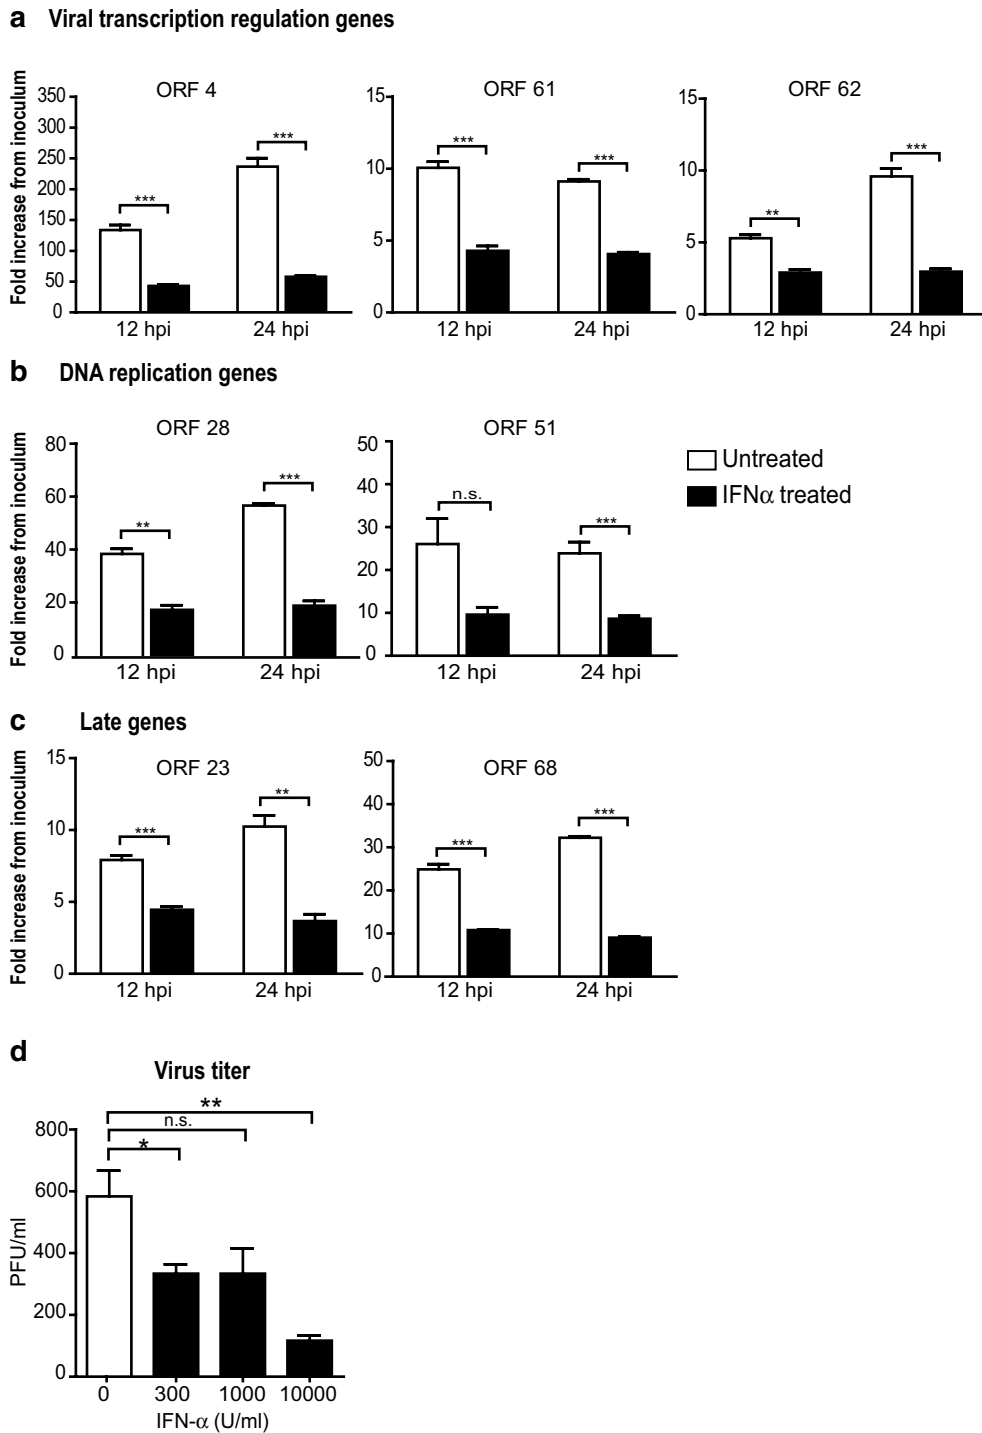 a Viral transcription regulation genes
Fold increase from inoculum
ORF 4
350
300
250
200
150
100
50
0
***
***
12 hpi
24 hpi
ORF 61
15
10
5
0
***
***
12 hpi
24 hpi
ORF 62
15
10
5
0
**
***
12 hpi
24 hpi
b DNA replication genes
Fold increase from inoculum
ORF 28
80
60
40
20
0
**
***
12 hpi
24 hpi
ORF 51
50
40
30
20
10
0
n.s.
***
12 hpi
24 hpi
Untreated
IFNα treated
c Late genes
Fold increase from inoculum
ORF 23
15
10
5
0
***
**
12 hpi
24 hpi
ORF 68
50
40
30
20
10
0
***
***
12 hpi
24 hpi
d
Virus titer
**
n.s.
*
PFU/ml
800
600
400
200
0
0 300 1000 10000
IFN-α (U/ml)